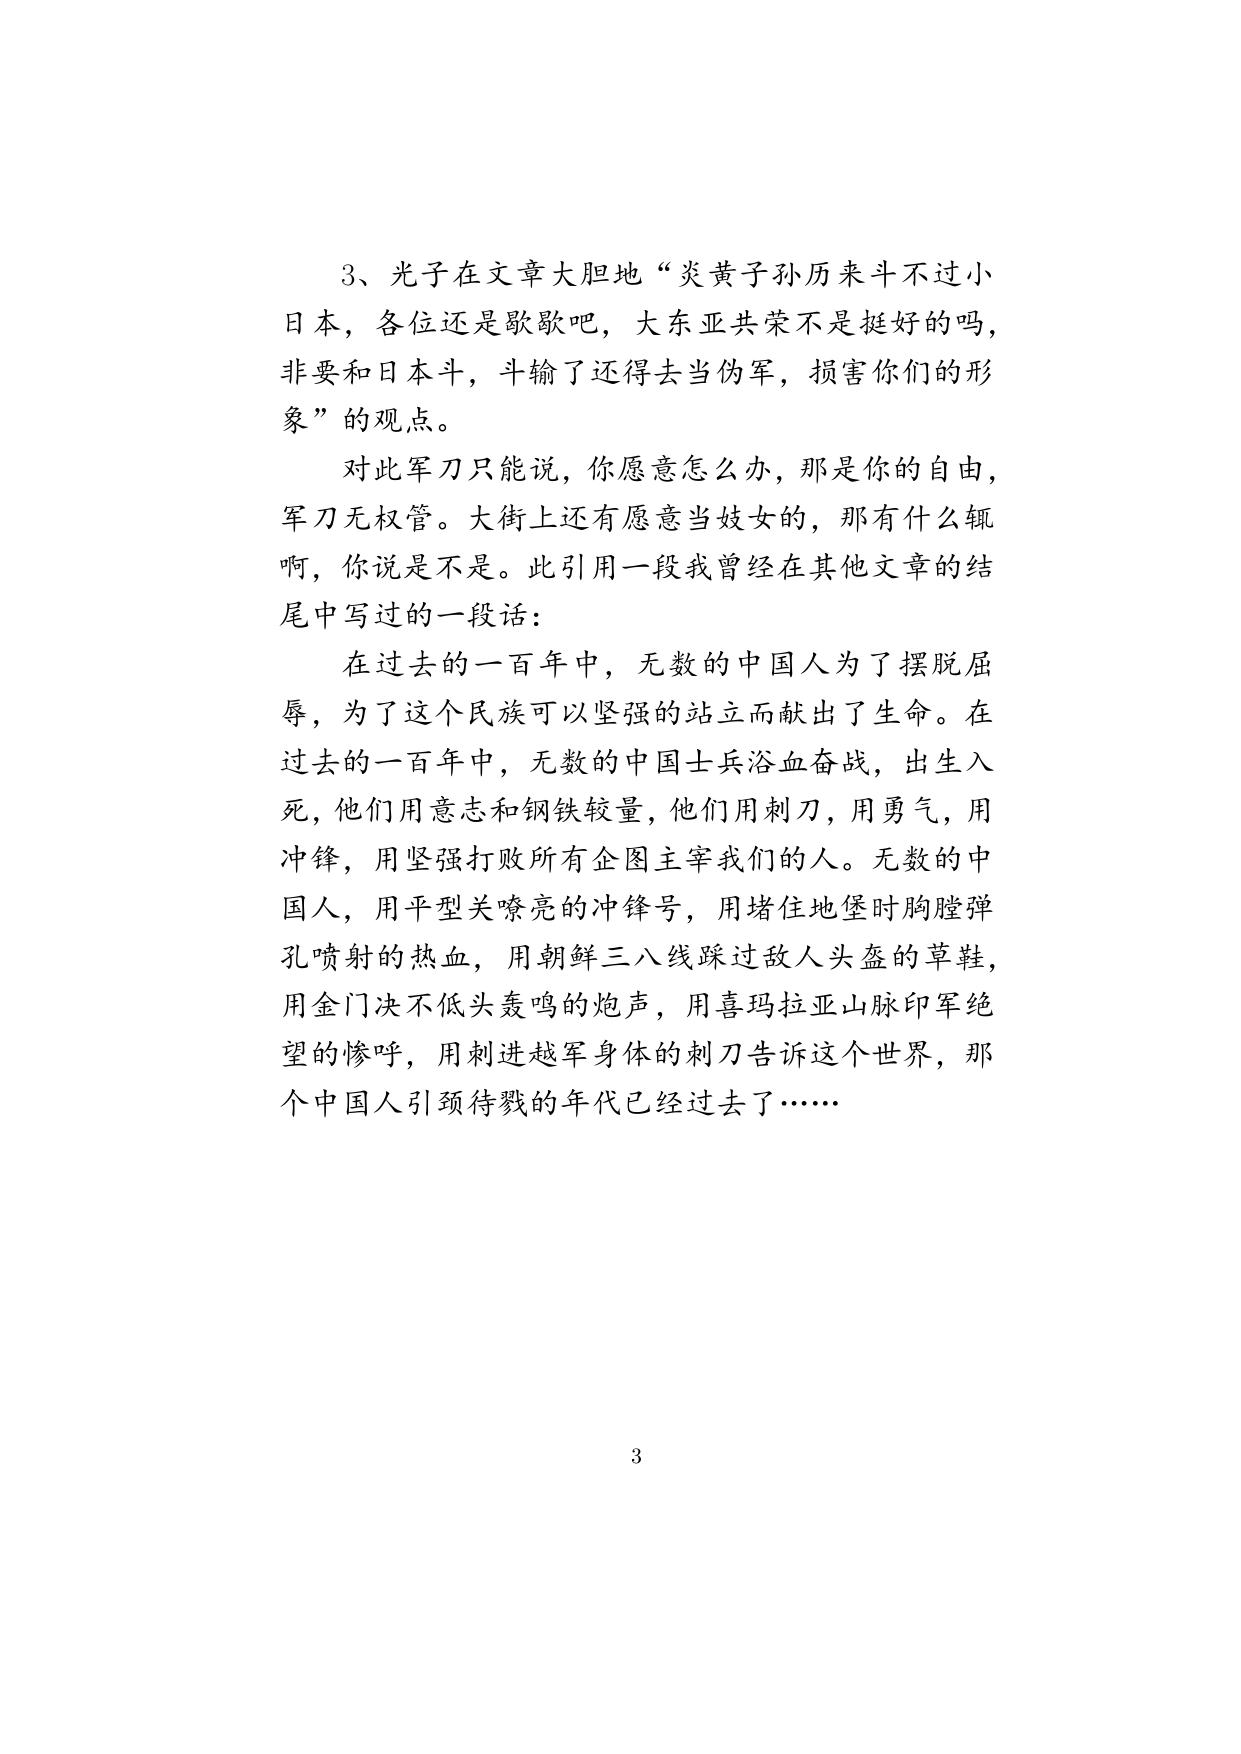 3、光子在文章大胆地“炎黄子孙历来斗不过小
日本，各位还是歇歇吧，大东亚共荣不是挺好的吗，
非要和日本斗，斗输了还得去当伪军，损害你们的形
象”的观点。
对此军刀只能说，你愿意怎么办，那是你的自由，
军刀无权管。大街上还有愿意当妓女的，那有什么辄
啊，你说是不是。此引用一段我曾经在其他文章的结
尾中写过的一段话：
在过去的一百年中，无数的中国人为了摆脱屈
辱，为了这个民族可以坚强的站立而献出了生命。在
过去的一百年中，无数的中国士兵浴血奋战，出生入
死，他们用意志和钢铁较量，他们用刺刀，用勇气，用
冲锋，用坚强打败所有企图主宰我们的人。无数的中
国人，用平型关嘹亮的冲锋号，用堵住地堡时胸膛弹
孔喷射的热血，用朝鲜三八线踩过敌人头盔的草鞋，
用金门决不低头轰鸣的炮声，用喜玛拉亚山脉印军绝
望的惨呼，用刺进越军身体的刺刀告诉这个世界，那
个中国人引颈待戮的年代已经过去了……
3